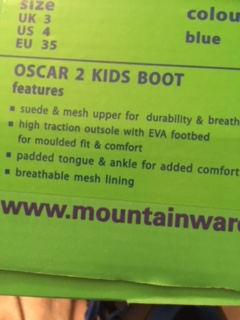 size colou
UK 3
US 4 blue
EU 35
OSCAR 2 KIDS BOOT
features
▪ suede & mesh upper for durability & breath
▪ high traction outsole with EVA footbed
for moulded fit & comfort
▪ padded tongue & ankle for added comfort
▪ breathable mesh lining
www.mountainware